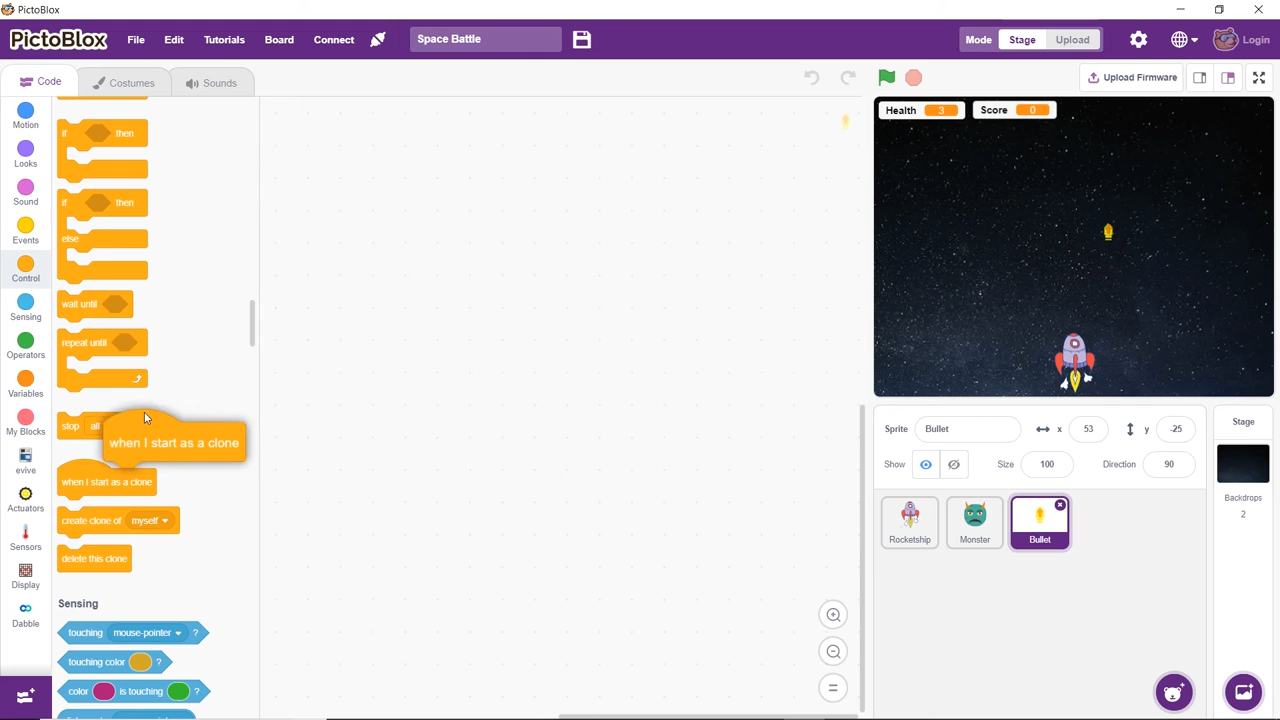 PictoBlox
PictoBlox File Edit Tutorials Board Connect Space Battle Mode Stage Upload Login
Code Costumes Sounds Upload Firmware
Motion
Looks
Sound
Events
Control
Sensing
Operators
Variables
My Blocks
evive
Actuators
Sensors
Display
Dabble
if then
if then
else
wait until
repeat until
stop all
when I start as a clone
when I start as a clone
create clone of myself
delete this clone
Sensing
touching mouse-pointer ?
touching color ?
color is touching ?
Health 3 Score 0
Sprite Bullet x 53 y -25
Show Size 100 Direction 90
Rocketship Monster Bullet
Stage
Backdrops
2